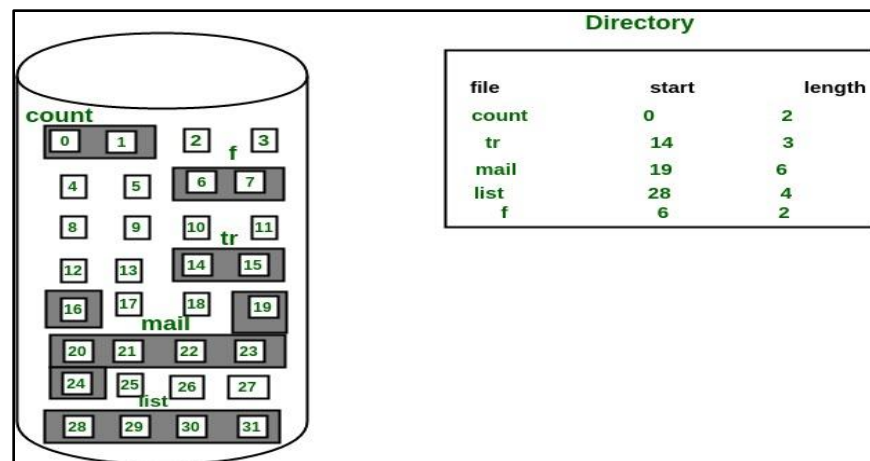 Directory
file start length
count 0 2
tr 14 3
mail 19 6
list 28 4
f 6 2
count
0 1 2 3
f
4 5 6 7
8 9 10 11
tr
12 13 14 15
16 17 18 19
mail
20 21 22 23
24 25 26 27
list
28 29 30 31